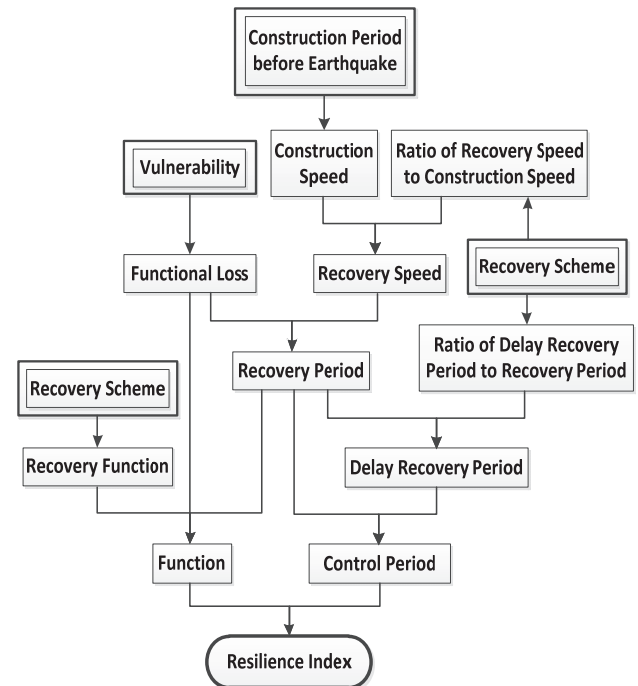 Construction Period
before Earthquake
Vulnerability
Construction
Speed
Ratio of Recovery Speed
to Construction Speed
Functional Loss
Recovery Speed
Recovery Scheme
Recovery Period
Ratio of Delay Recovery
Period to Recovery Period
Recovery Scheme
Recovery Function
Delay Recovery Period
Function
Control Period
Resilience Index